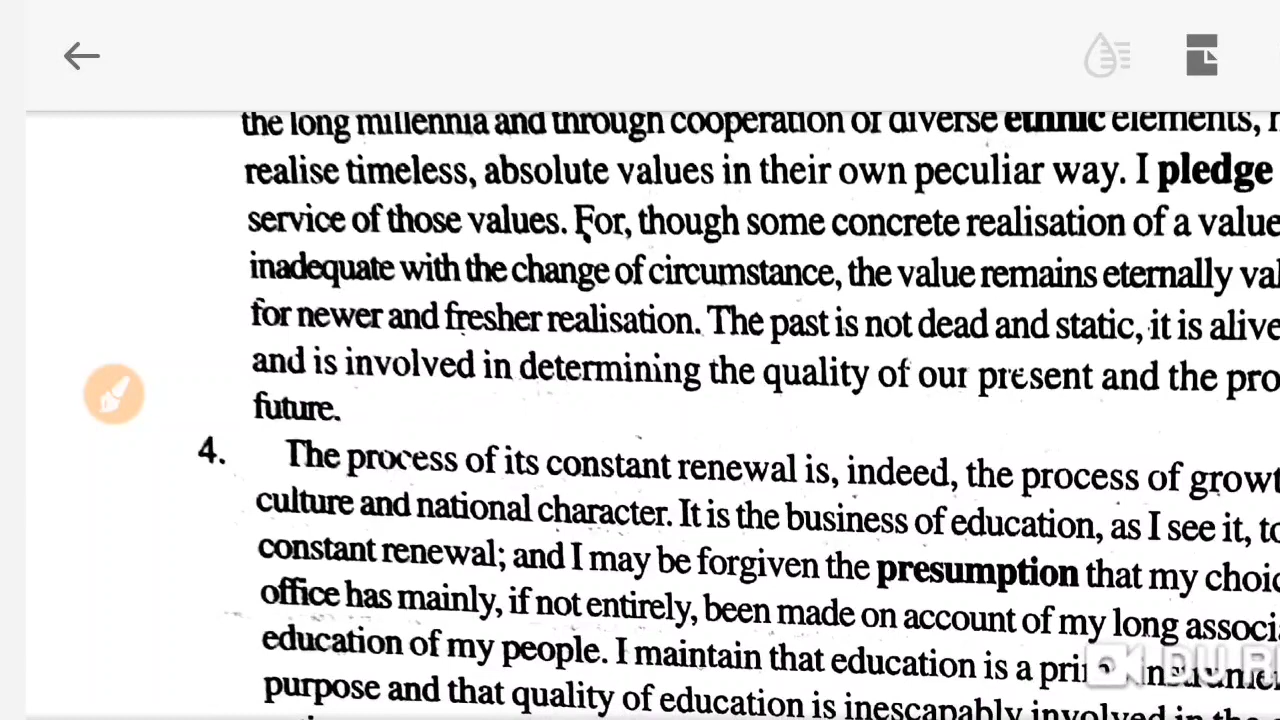 the long millennia and through cooperation of diverse ethnic elements,
realise timeless, absolute values in their own peculiar way. I pledge
service of those values. For, though some concrete realisation of a value
inadequate with the change of circumstance, the value remains eternally
for newer and fresher realisation. The past is not dead and static, it is alive
and is involved in determining the quality of our present and the
future.
4. The process of its constant renewal is, indeed, the process of
culture and national character. It is the business of education, as I see it,
constant renewal; and I may be forgiven the presumption that my
office has mainly, if not entirely, been made on account of my long
education of my people. I maintain that education is a
purpose and that quality of education is inescapably involved in the